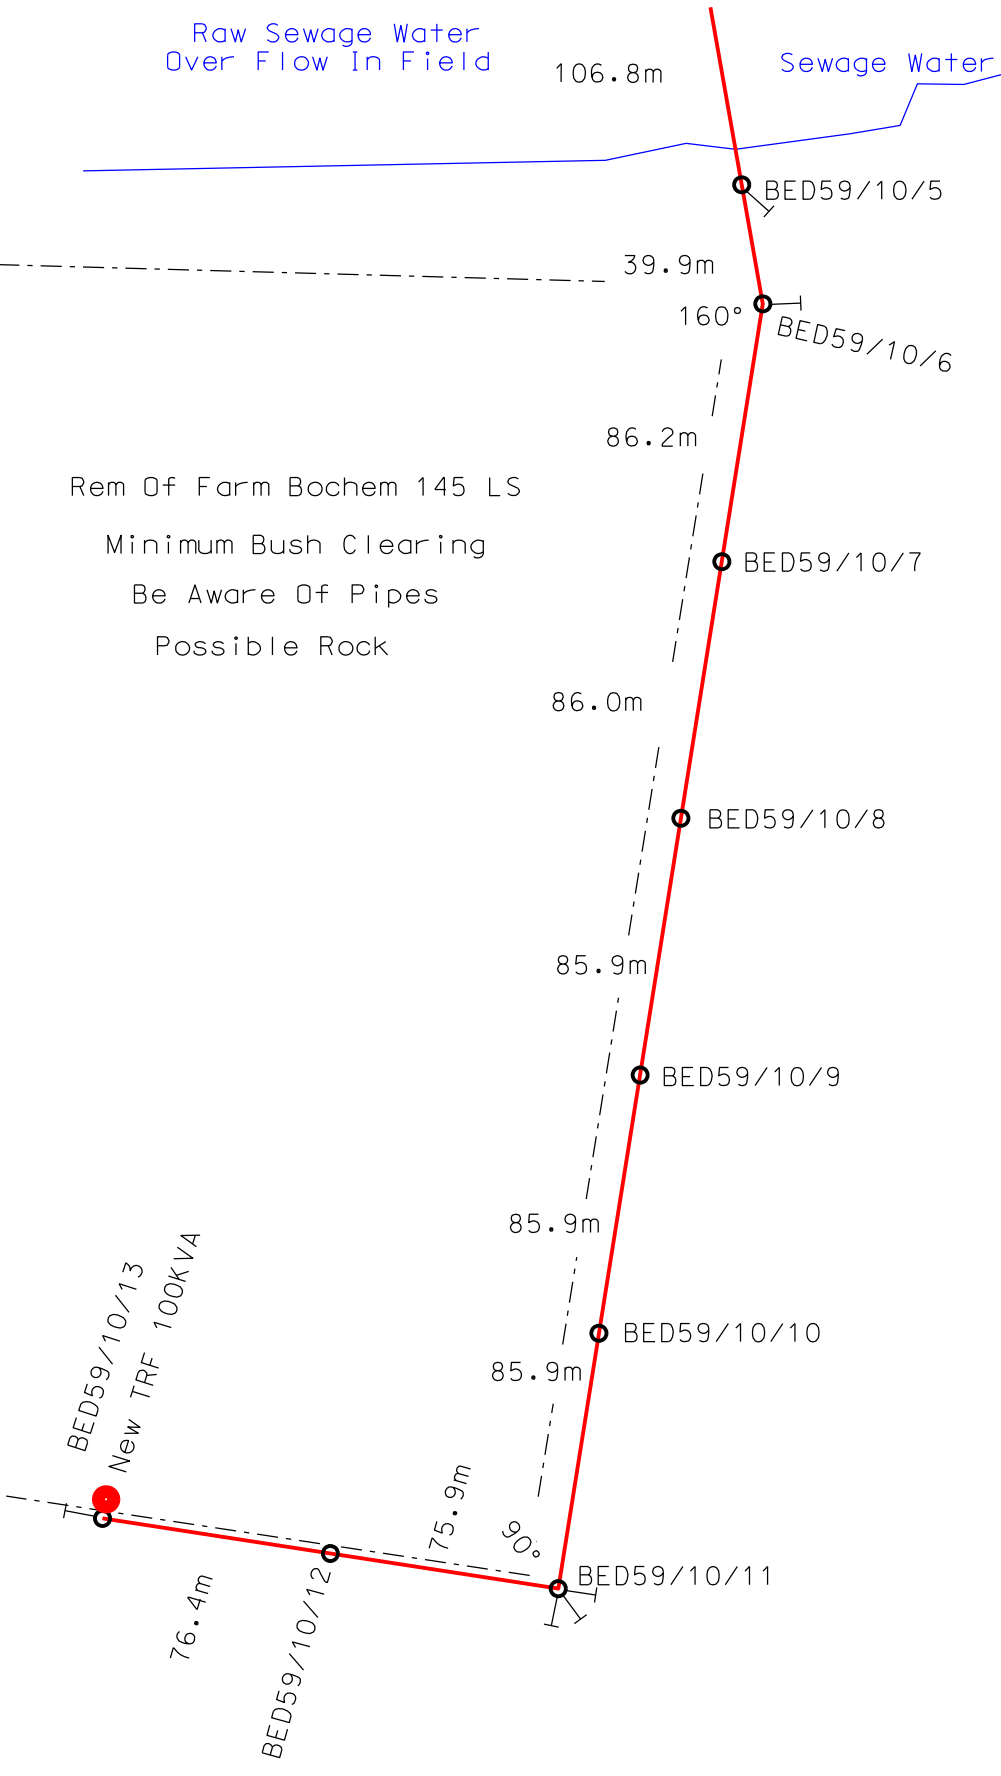 Raw Sewage Water
Over Flow In Field
Sewage Water
106.8m
BED59/10/5
39.9m
160°
BED59/10/6
86.2m
Rem Of Farm Bochem 145 LS
Minimum Bush Clearing
BED59/10/7
Be Aware Of Pipes
Possible Rock
86.0m
BED59/10/8
85.9m
BED59/10/9
85.9m
BED59/10/13
New TRF 100KVA
BED59/10/10
85.9m
75.9m
90°
BED59/10/11
76.4m
BED59/10/12